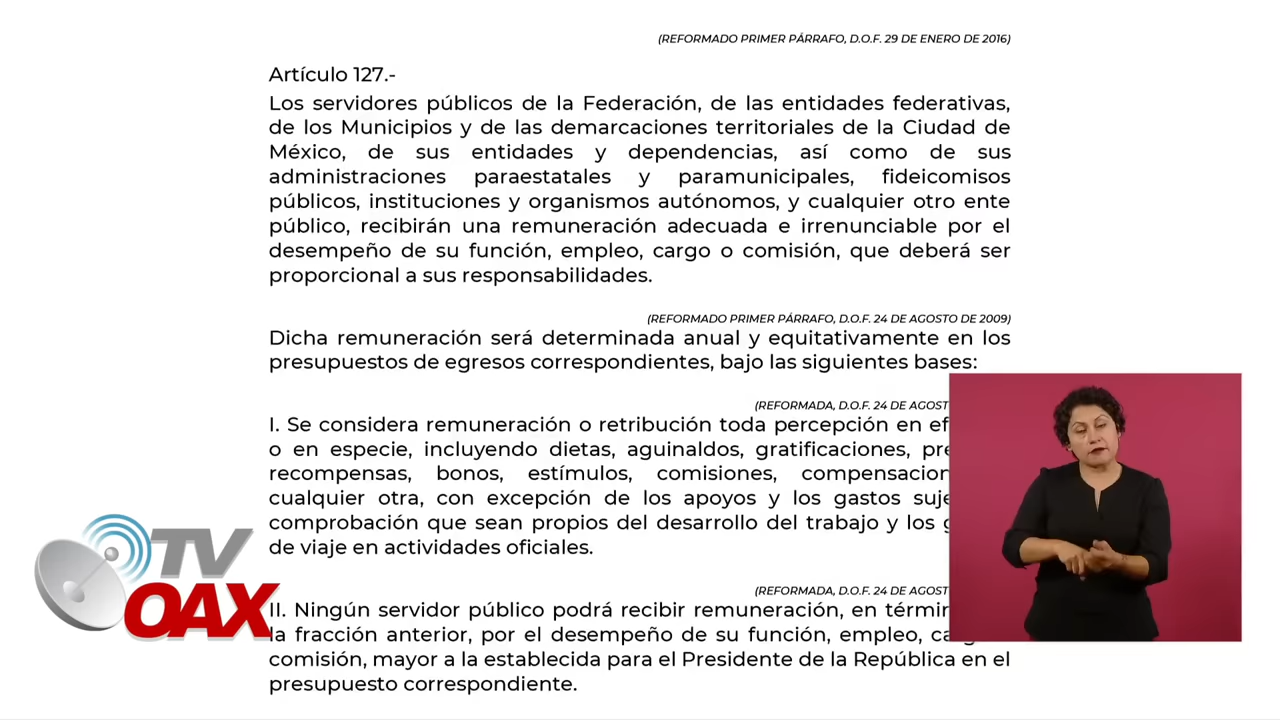 (REFORMADO PRIMER PÁRRAFO, D.O.F. 29 DE ENERO DE 2016)
Artículo 127.-
Los servidores públicos de la Federación, de las entidades federativas,
de los Municipios y de las demarcaciones territoriales de la Ciudad de
México, de sus entidades y dependencias, así como de sus
administraciones paraestatales y paramunicipales, fideicomisos
públicos, instituciones y organismos autónomos, y cualquier otro ente
público, recibirán una remuneración adecuada e irrenunciable por el
desempeño de su función, empleo, cargo o comisión, que deberá ser
proporcional a sus responsabilidades.
(REFORMADO PRIMER PÁRRAFO, D.O.F. 24 DE AGOSTO DE 2009)
Dicha remuneración será determinada anual y equitativamente en los
presupuestos de egresos correspondientes, bajo las siguientes bases:
(REFORMADA, D.O.F. 24 DE
I. Se considera remuneración o retribución toda percepción en
o en especie, incluyendo dietas, aguinaldos, gratificaciones,
recompensas, bonos, estímulos, comisiones,
cualquier otra, con excepción de los apoyos y los gastos
comprobación que sean propios del desarrollo del trabajo y los
de viaje en actividades oficiales.
(REFORMADA, D.O.F. 24 DE
II. Ningún servidor público podrá recibir remuneración, en
la fracción anterior, por el desempeño de su función, empleo,
comisión, mayor a la establecida para el Presidente de la República en el
presupuesto correspondiente.
TV
OAX